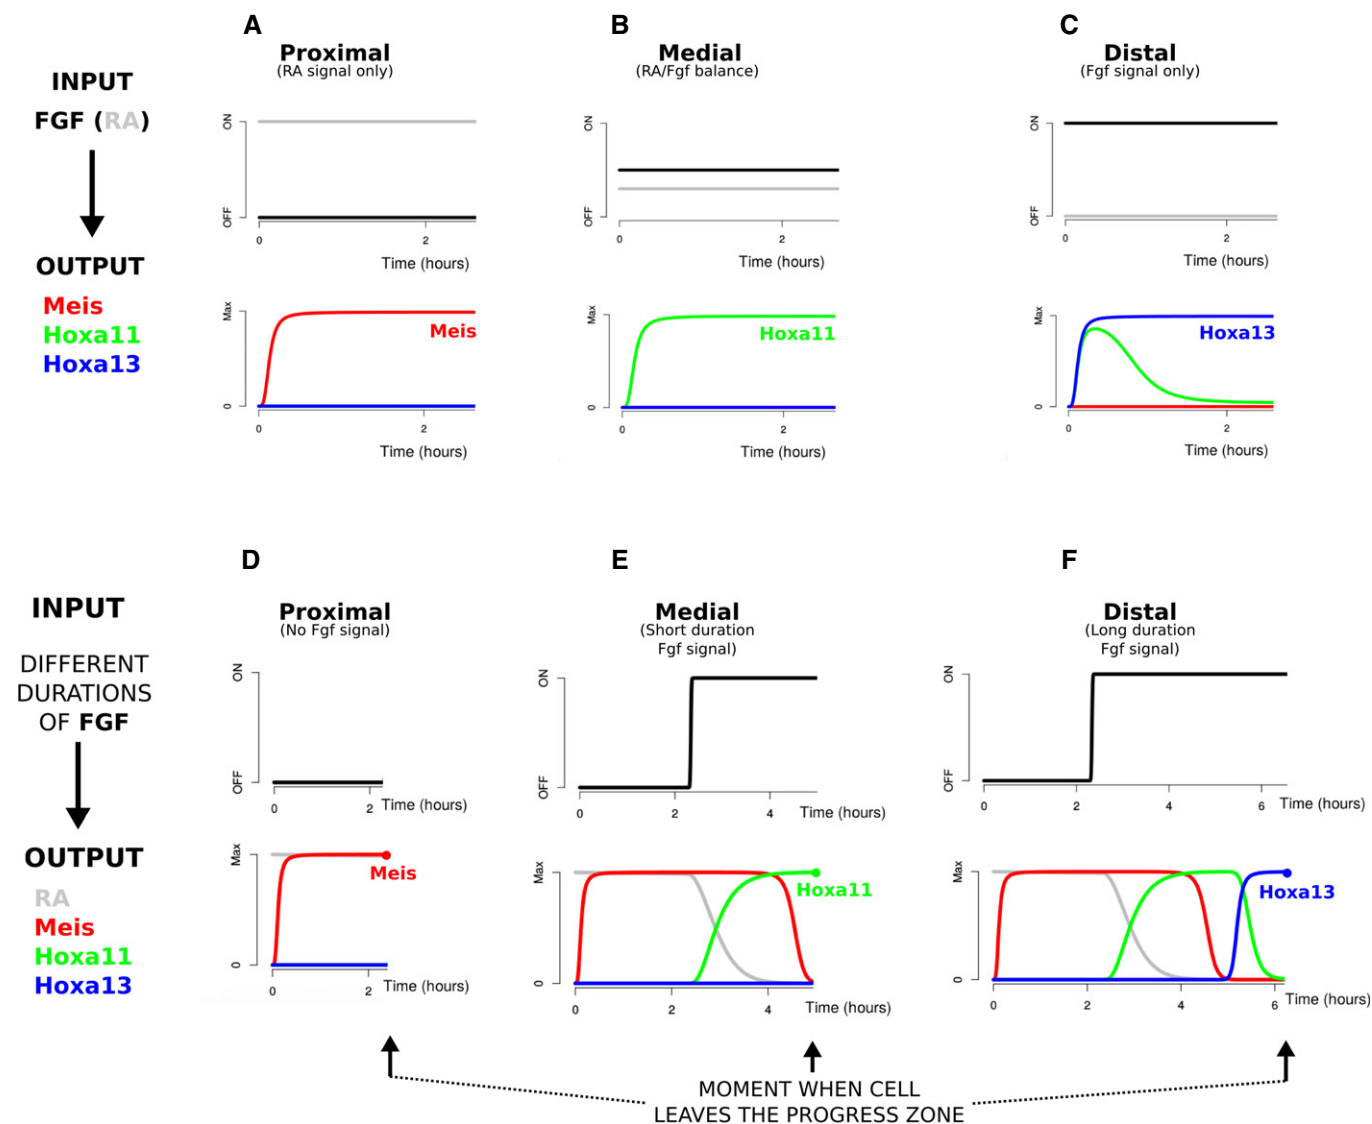 A
B
C
Proximal
(RA signal only)
Medial
(RA/Fgf balance)
Distal
(Fgf signal only)
INPUT
FGF (RA)
OUTPUT
Meis
Hoxa11
Hoxa13
ON
OFF
0
2
Time (hours)
ON
OFF
0
2
Time (hours)
ON
OFF
0
2
Time (hours)
Max
0
Meis
0
2
Time (hours)
Max
0
Hoxa11
0
2
Time (hours)
Max
0
Hoxa13
0
2
Time (hours)
D
E
F
Proximal
(No Fgf signal)
Medial
(Short duration
Fgf signal)
Distal
(Long duration
Fgf signal)
INPUT
DIFFERENT
DURATIONS
OF FGF
OUTPUT
RA
Meis
Hoxa11
Hoxa13
ON
OFF
0
2
Time (hours)
ON
OFF
0
2
4
Time (hours)
ON
OFF
0
2
4
6
Time (hours)
Max
0
Meis
0
2
Time (hours)
Max
0
Hoxa11
0
2
4
Time (hours)
Max
0
Hoxa13
0
2
4
6
Time (hours)
MOMENT WHEN CELL
LEAVES THE PROGRESS ZONE